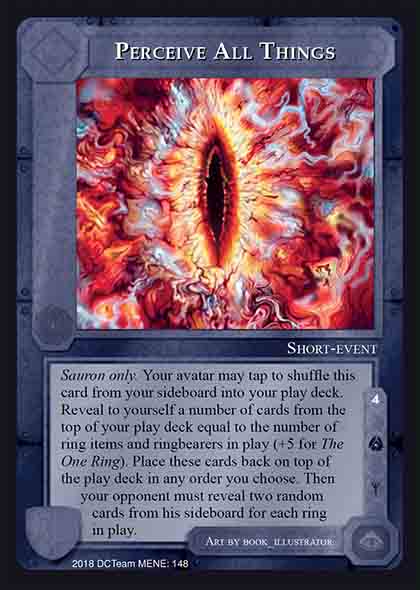 Perceive All Things
Short-event
Sauron only. Your avatar may tap to shuffle this
card from your sideboard into your play deck.
Reveal to yourself a number of cards from the
top of your play deck equal to the number of
ring items and ringbearers in play (+5 for The
One Ring). Place these cards back on top of
the play deck in any order you choose. Then
your opponent must reveal two random
cards from his sideboard for each ring
in play.
4
Art by book_illustrator
2018 DCTeam MENE: 148